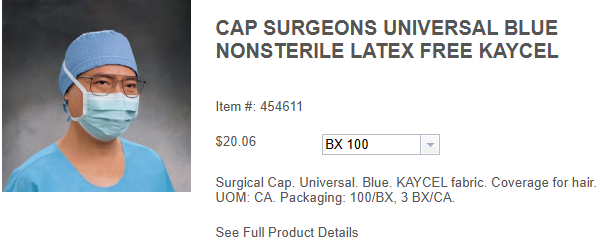 CAP SURGEONS UNIVERSAL BLUE
NONSTERILE LATEX FREE KAYCEL
Item #: 454611
$20.06
BX 100
Surgical Cap. Universal. Blue. KAYCEL fabric. Coverage for hair.
UOM: CA. Packaging: 100/BX, 3 BX/CA.
See Full Product Details